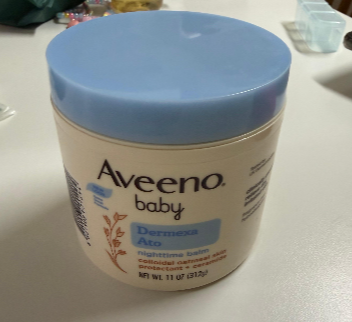 Aveeno.
baby
Dermexa
Ato
nighttime balm
colloidal oatmeal skin
protectant + ceramide
NET WT. 11 OZ (312g)